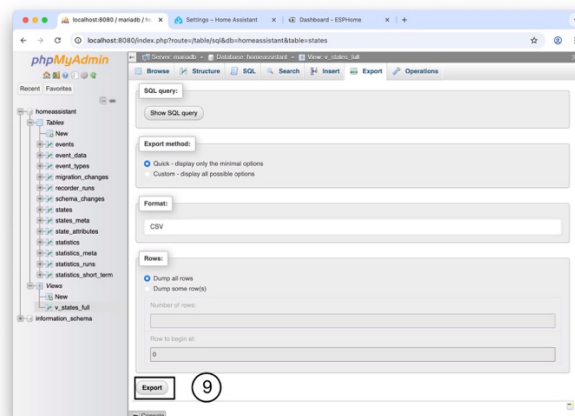 localhost:8080 / mariadb / ho
Settings – Home Assistant
Dashboard - ESPHome
localhost:8080/index.php?route=/table/sql&db=homeassistant&table=states
phpMyAdmin
Recent Favorites
homeassistant
Tables
New
events
event_data
event_types
migration_changes
recorder_runs
schema_changes
states
states_meta
state_attributes
statistics
statistics_meta
statistics_runs
statistics_short_term
Views
New
v_states_full
information_schema
Server: mariadb » Database: homeassistant » View: v_states_full
Browse Structure SQL Search Insert Export Operations
SQL query:
Show SQL query
Export method:
Quick - display only the minimal options
Custom - display all possible options
Format:
CSV
Rows:
Dump all rows
Dump some row(s)
Number of rows:
Row to begin at:
0
Export 9
Console